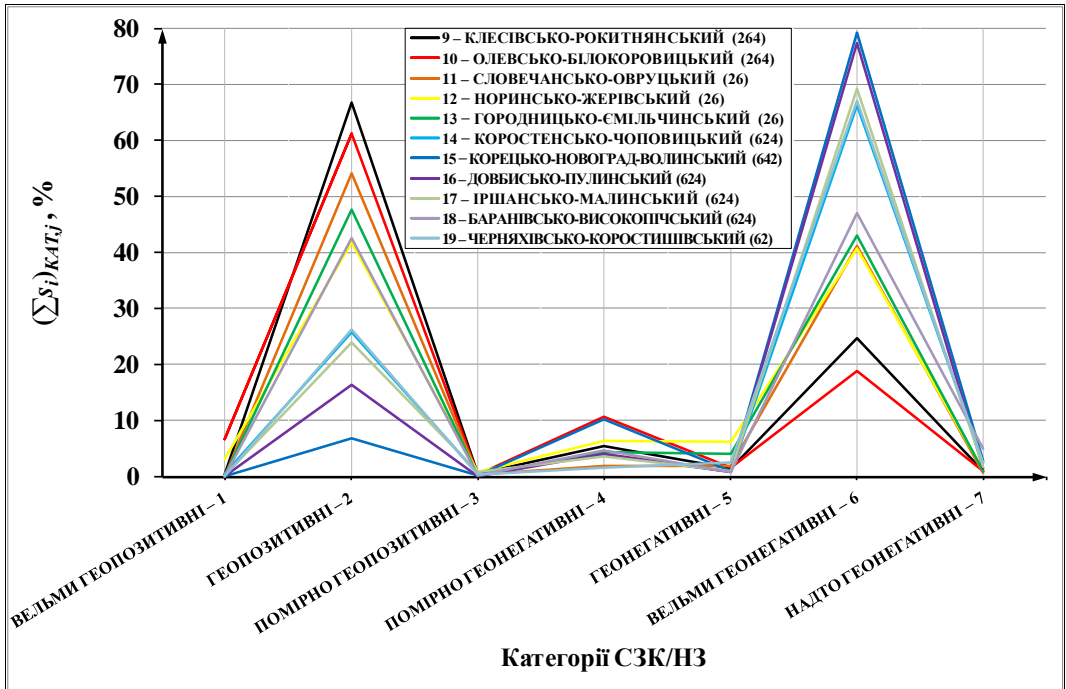 80
70
60
50
40
30
20
10
0
(∑sᵢ)КАТ.j , %
9 – КЛЕСІВСЬКО-РОКИТНЯНСЬКИЙ (264)
10 – ОЛЕВСЬКО-БІЛОКОРОВИЦЬКИЙ (264)
11 – СЛОВЕЧАНСЬКО-ОВРУЦЬКИЙ (26)
12 – НОРИНСЬКО-ЖЕРІВСЬКИЙ (26)
13 – ГОРОДНИЦЬКО-ЄМІЛЬЧИНСЬКИЙ (26)
14 – КОРОСТЕНСЬКО-ЧОПОВИЦЬКИЙ (624)
15 – КОРЕЦЬКО-НОВОГРАД-ВОЛИНСЬКИЙ (642)
16 – ДОВБИСЬКО-ПУЛИНСЬКИЙ (624)
17 – ІРШАНСЬКО-МАЛИНСЬКИЙ (624)
18 – БАРАНІВСЬКО-ВИСОКОПІЧСЬКИЙ (624)
19 – ЧЕРНЯХІВСЬКО-КОРОСТИШІВСЬКИЙ (62)
ВЕЛЬМИ ГЕОПОЗИТИВНІ – 1
ГЕОПОЗИТИВНІ – 2
ПОМІРНО ГЕОПОЗИТИВНІ – 3
ПОМІРНО ГЕОНЕГАТИВНІ – 4
ГЕОНЕГАТИВНІ – 5
ВЕЛЬМИ ГЕОНЕГАТИВНІ – 6
НАДТО ГЕОНЕГАТИВНІ – 7
Категорії СЗК/НЗ